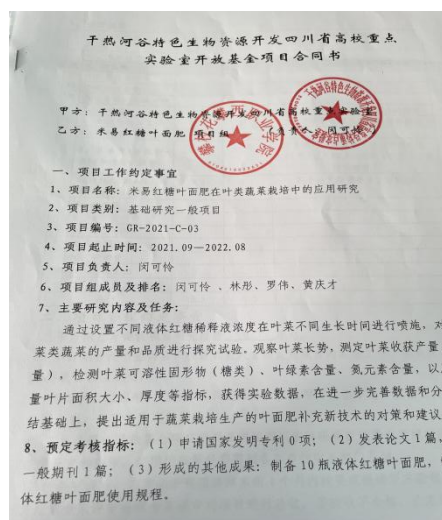 干热河谷特色生物资源开发四川省高校重点
实验室开放基金项目合同书
甲方：干热河谷特色生物资源开发四川省高校重点实验室
乙方：米易红糖叶面肥 项目组 （负责人：闵可怜
一、项目工作约定事宜
1、项目名称：米易红糖叶面肥在叶类蔬菜栽培中的应用研究
2、项目类别：基础研究一般项目
3、项目编号：GR-2021-C-03
4、项目起止时间：2021.09—2022.08
5、项目负责人：闵可怜
6、项目组成员及排名：闵可怜 、林彤、罗伟、黄庆才
7、主要研究内容及任务：
通过设置不同液体红糖稀释液浓度在叶菜不同生长时间进行喷施，对
菜类蔬菜的产量和品质进行探究试验。观察叶菜长势，测定叶菜收获产量
量），检测叶菜可溶性固形物（糖类）、叶绿素含量、氮元素含量，以
量叶片面积大小、厚度等指标，获得实验数据，在进一步完善数据和分
结基础上，提出适用于蔬菜栽培生产的叶面肥补充新技术的对策和建议
8、预定考核指标：（1）申请国家发明专利0项；（2）发表论文1篇，
一般期刊1篇；（3）形成的其他成果：制备10瓶液体红糖叶面肥，
体红糖叶面肥使用规程。